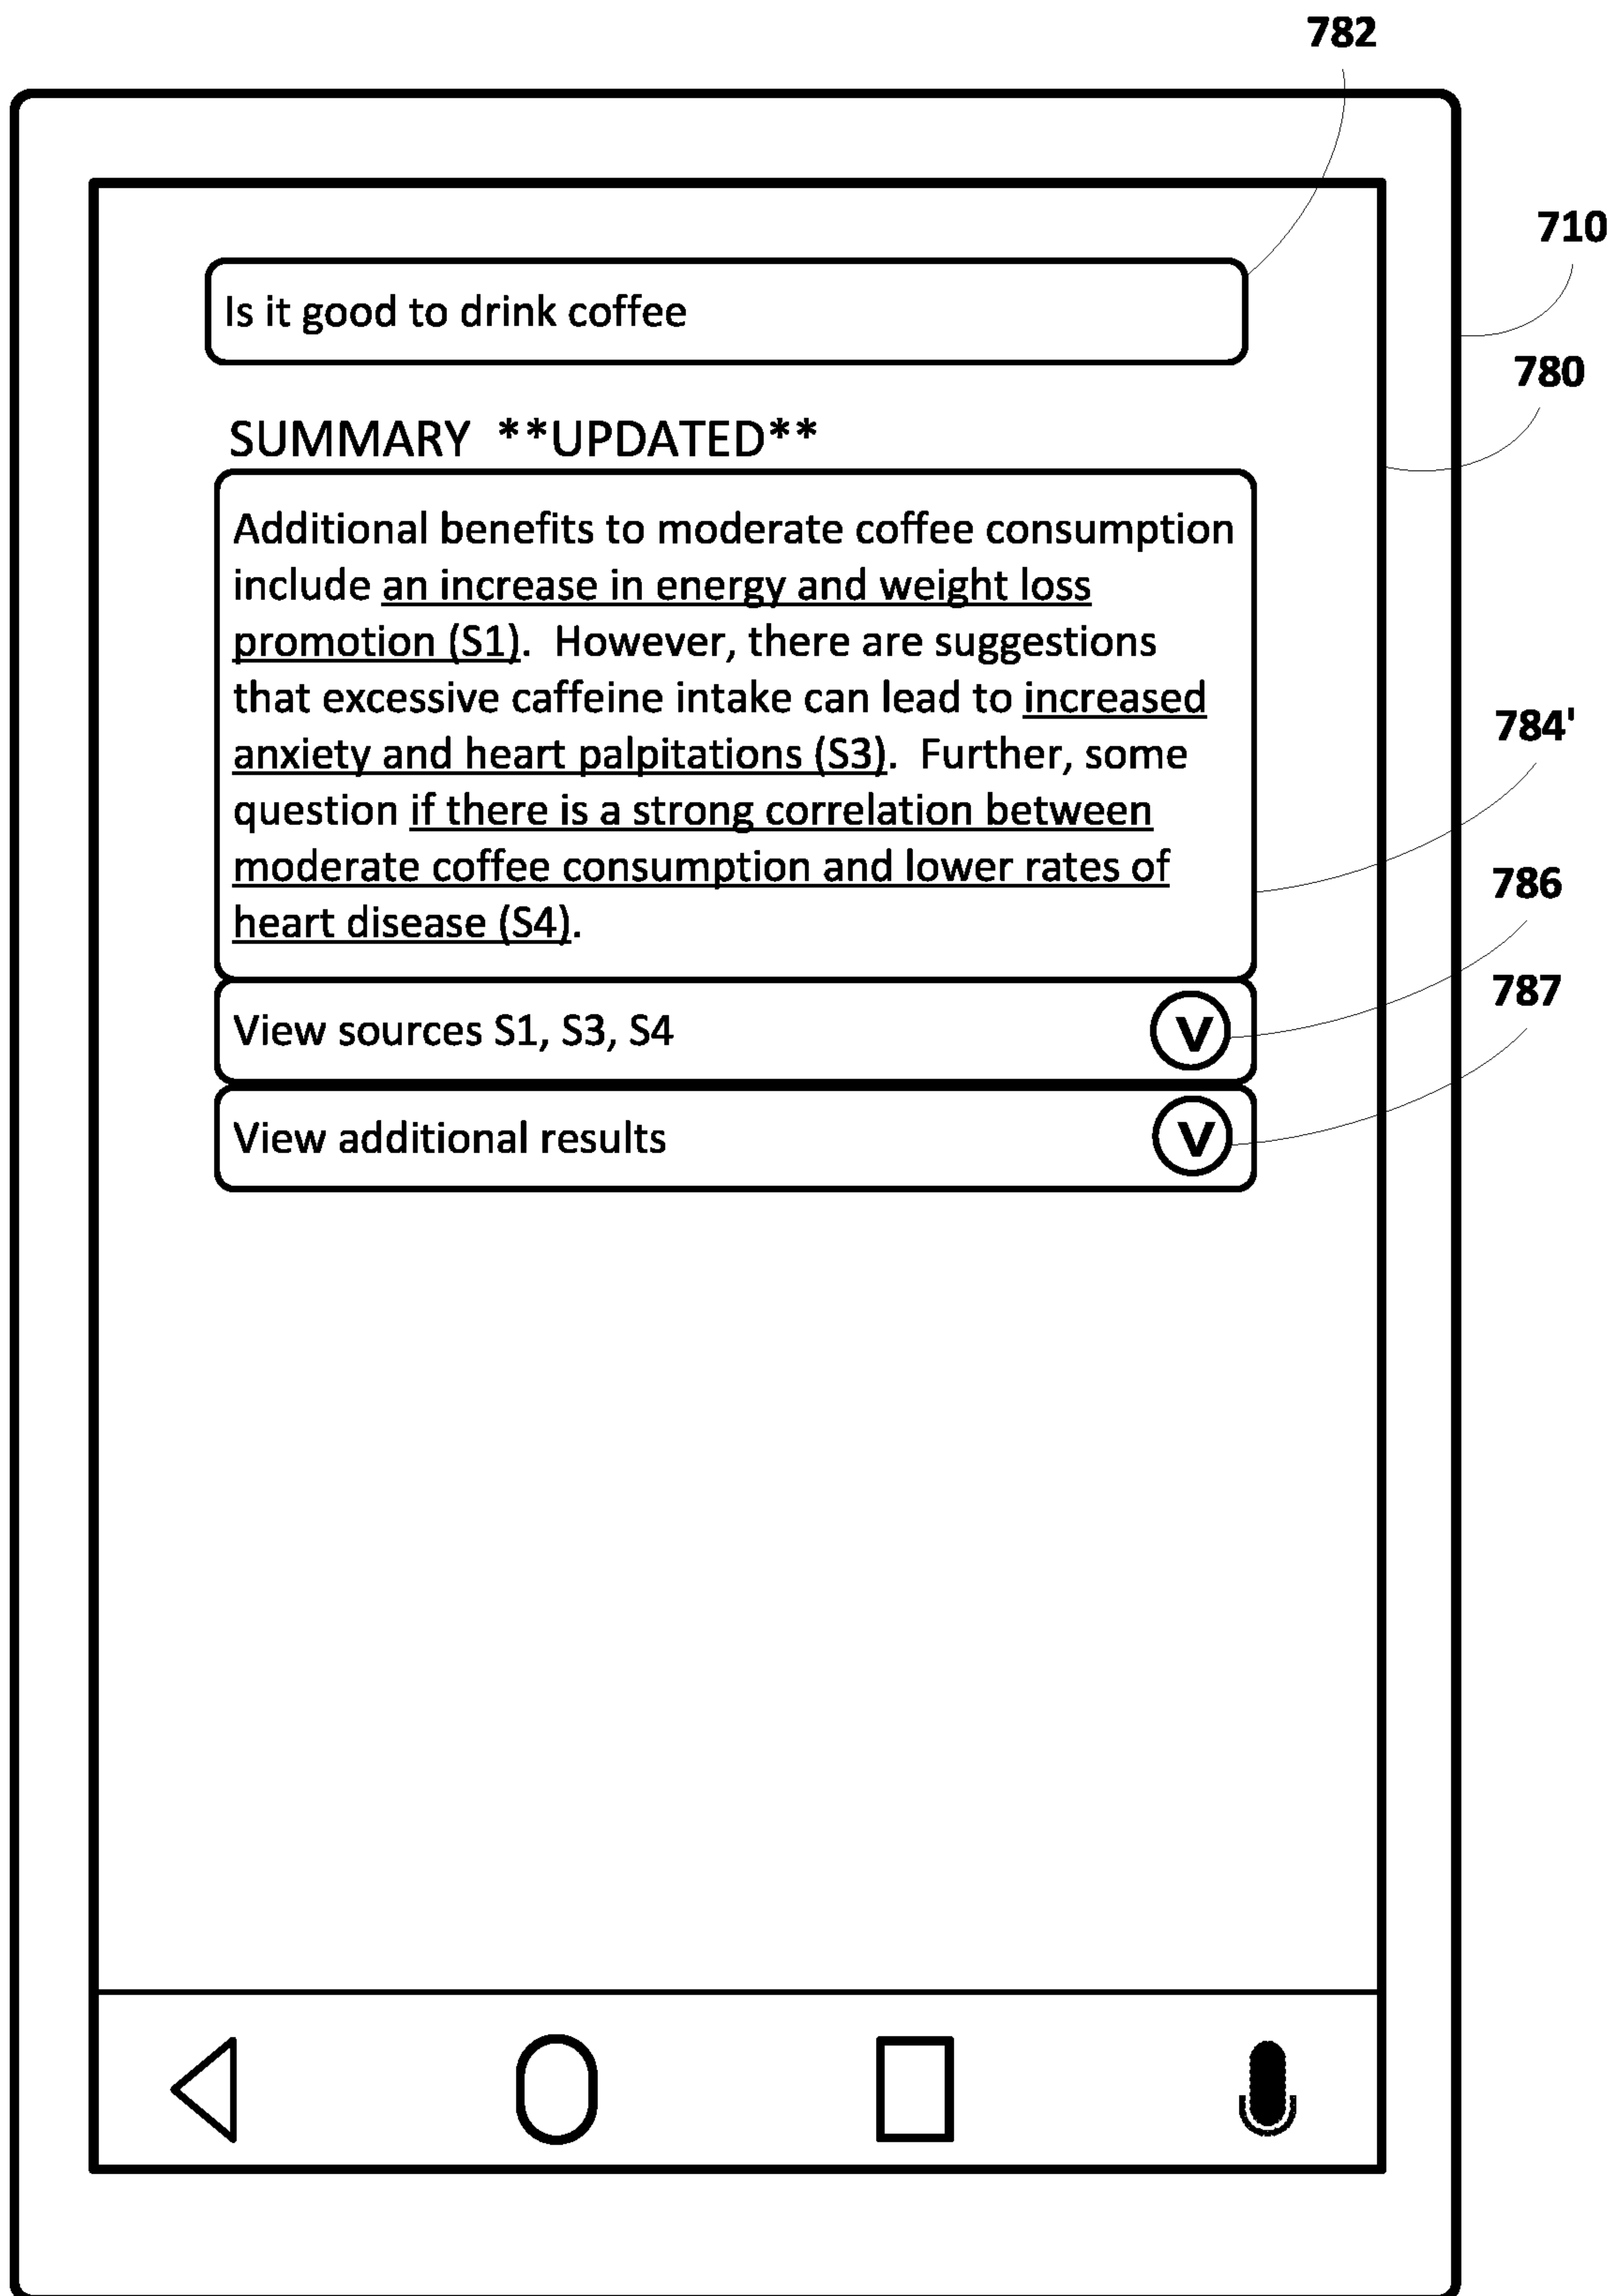 782
710
Is it good to drink coffee
780
SUMMARY **UPDATED**
Additional benefits to moderate coffee consumption
include an increase in energy and weight loss
promotion (S1). However, there are suggestions
that excessive caffeine intake can lead to increased
784'
anxiety and heart palpitations (S3). Further, some
question if there is a strong correlation between
moderate coffee consumption and lower rates of
786
heart disease (S4).
787
View sources S1, S3, S4
V
View additional results
V